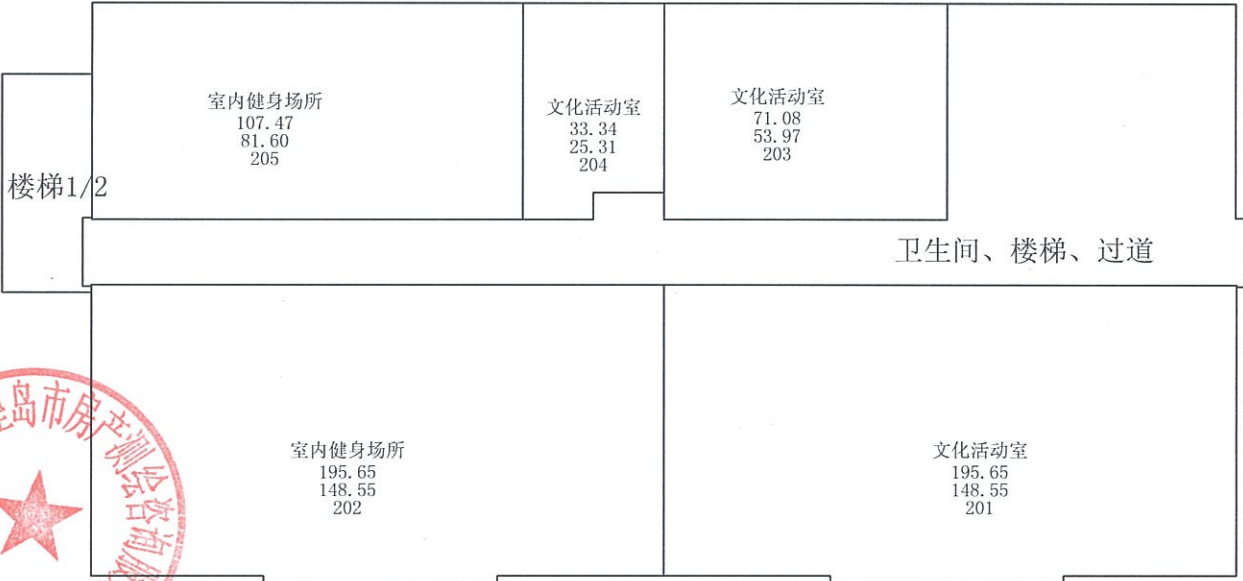 室内健身场所
107.47
81.60
205
文化活动室
33.34
25.31
204
文化活动室
71.08
53.97
203
楼梯1/2
卫生间、楼梯、过道
室内健身场所
195.65
148.55
202
文化活动室
195.65
148.55
201
岛市房产测绘咨询服